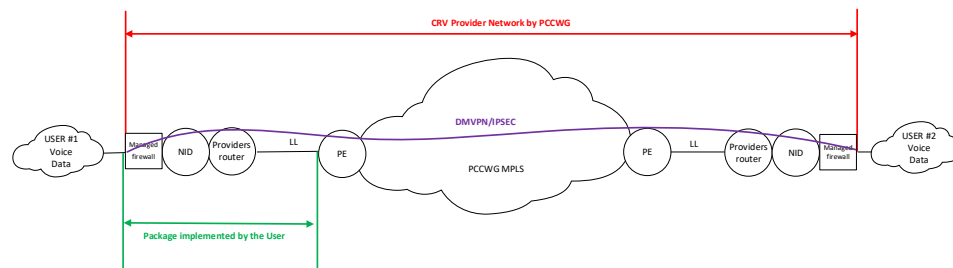 CRV Provider Network by PCCWG
DMVPN/IPSEC
USER #1
Voice
Data
Managed
firewall
NID
Providers
router
LL
PE
PCCWG MPLS
PE
LL
Providers
router
NID
Managed
firewall
USER #2
Voice
Data
Package implemented by the User